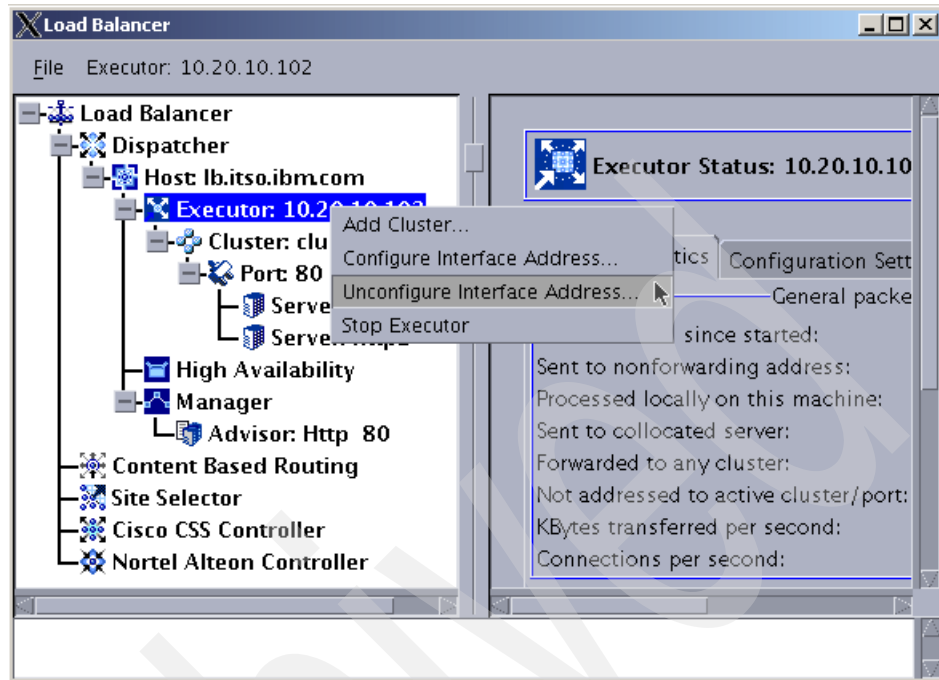 Load Balancer
File Executor: 10.20.10.102
Load Balancer
Dispatcher
Host: lb.itso.ibm.com
Executor: 10.20.10.102
Cluster: clu
Port: 80
Serve
Server:
High Availability
Manager
Advisor: Http 80
Content Based Routing
Site Selector
Cisco CSS Controller
Nortel Alteon Controller
Add Cluster...
Configure Interface Address...
Unconfigure Interface Address...
Stop Executor
Executor Status: 10.20.10.10
tics Configuration Sett
General packe
since started:
Sent to nonforwarding address:
Processed locally on this machine:
Sent to collocated server:
Forwarded to any cluster:
Not addressed to active cluster/port:
KBytes transferred per second:
Connections per second: